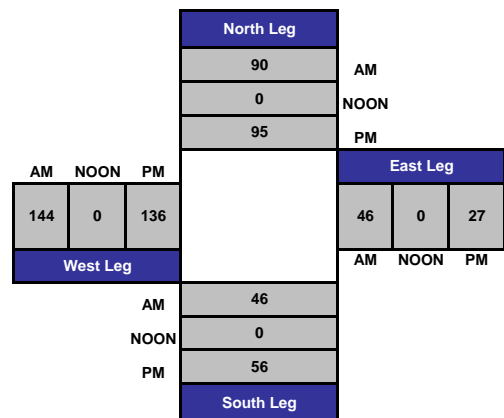 North Leg
90 AM
0 NOON
95 PM
AM NOON PM
East Leg
144 0 136
46 0 27
West Leg
AM NOON PM
AM 46
NOON 0
PM 56
South Leg